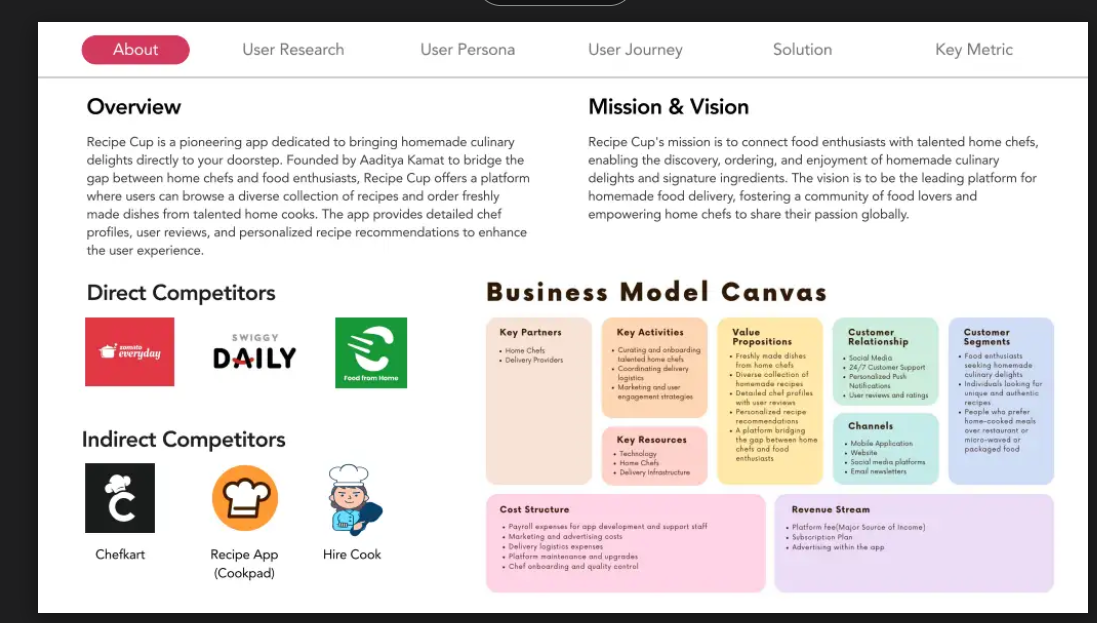 About
User Research
User Persona
User Journey
Solution
Key Metric
Overview
Recipe Cup is a pioneering app dedicated to bringing homemade culinary
delights directly to your doorstep. Founded by Aaditya Kamat to bridge the
gap between home chefs and food enthusiasts, Recipe Cup offers a platform
where users can browse a diverse collection of recipes and order freshly
made dishes from talented home cooks. The app provides detailed chef
profiles, user reviews, and personalized recipe recommendations to enhance
the user experience.
Mission & Vision
Recipe Cup's mission is to connect food enthusiasts with talented home chefs,
enabling the discovery, ordering, and enjoyment of homemade culinary
delights and signature ingredients. The vision is to be the leading platform for
homemade food delivery, fostering a community of food lovers and
empowering home chefs to share their passion globally.
Direct Competitors
zomato
everyday
SWIGGY
DAILY
Food from Home
Indirect Competitors
C
Chefkart
Recipe App
(Cookpad)
Hire Cook
Business Model Canvas
Key Partners
• Home Chefs
• Delivery Providers
Key Activities
• Curating and onboarding
talented home chefs
• Coordinating delivery
logistics
• Marketing and user
engagement strategies
Key Resources
• Technology
• Home Chefs
• Delivery Infrastructure
Value
Propositions
• Freshly made dishes
from home chefs
• Diverse collection of
homemade recipes
• Detailed chef profiles
with user reviews
• Personalized recipe
recommendations
• A platform bridging
the gap between home
chefs and food
enthusiasts
Customer
Relationship
• Social Media
• 24/7 Customer Support
• Personalized Push
Notifications
• User reviews and ratings
Channels
• Mobile Application
• Website
• Social media platforms
• Email newsletters
Customer
Segments
• Food enthusiasts
seeking homemade
culinary delights
• Individuals looking for
unique and authentic
recipes
• People who prefer
home-cooked meals
over restaurant or
micro-waved or
packaged food
Cost Structure
• Payroll expenses for app development and support staff
• Marketing and advertising costs
• Delivery logistics expenses
• Platform maintenance and upgrades
• Chef onboarding and quality control
Revenue Stream
• Platform fee(Major Source of Income)
• Subscription Plan
• Advertising within the app